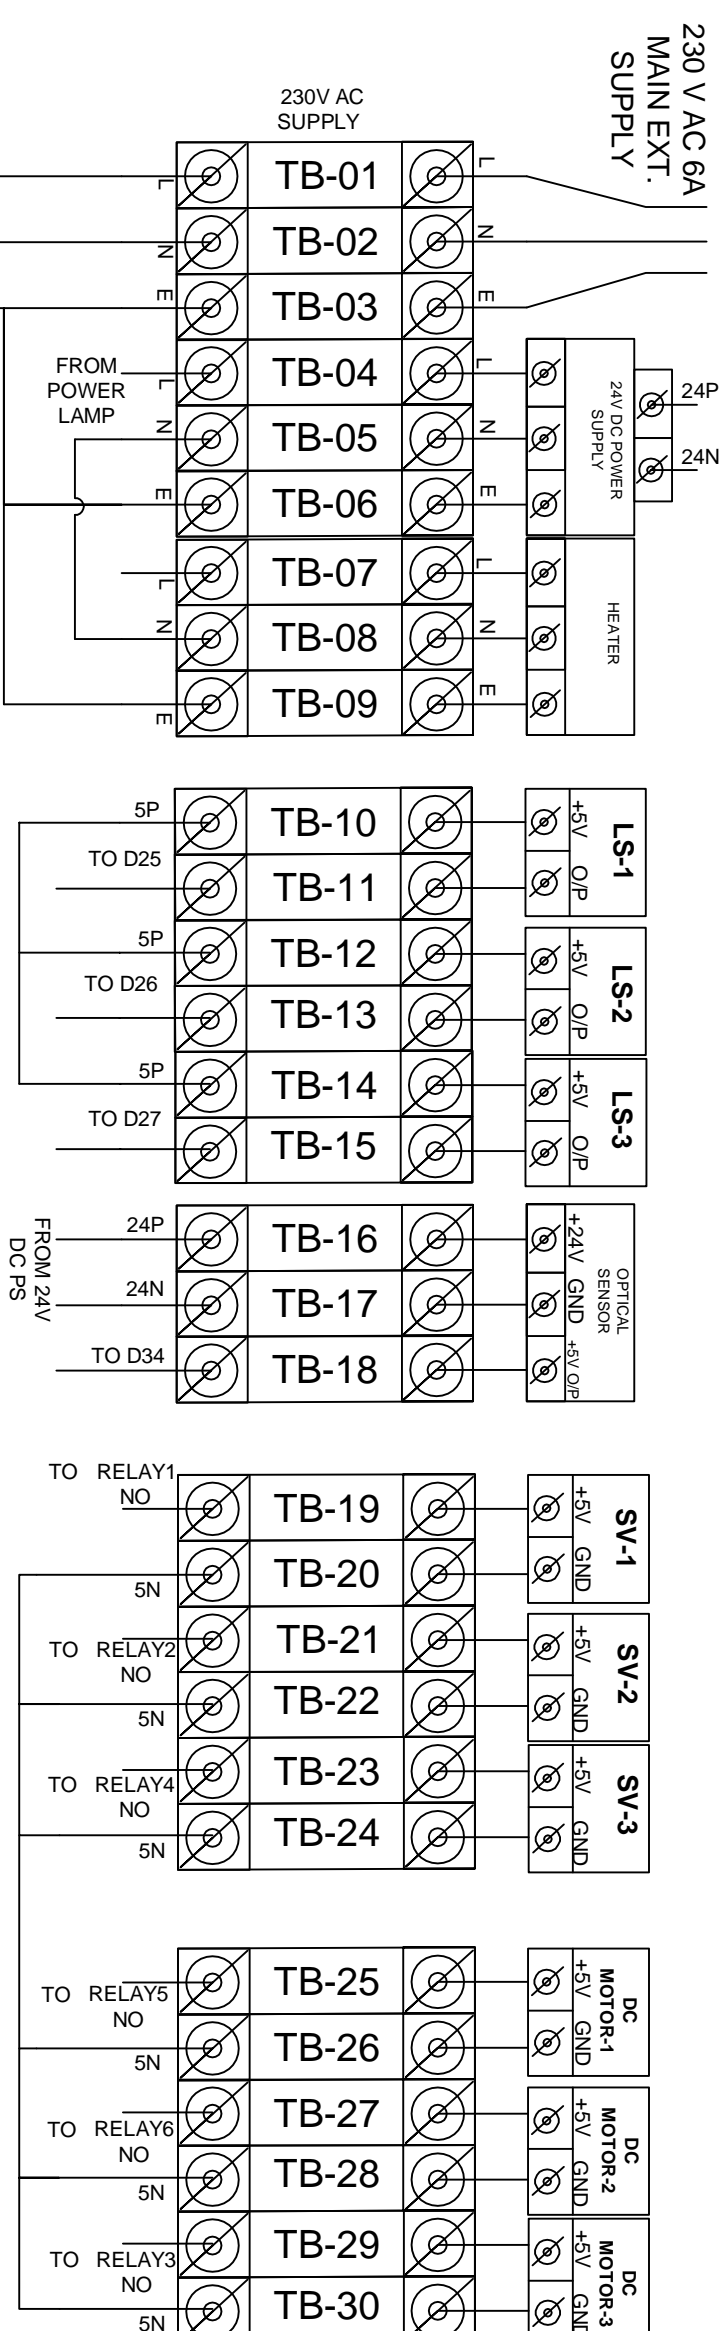 230 V AC 6A
MAIN EXT.
SUPPLY
230V AC
SUPPLY
L TB-01 L
N TB-02 N
E TB-03 E
FROM
POWER
LAMP
L TB-04 L
N TB-05 N
E TB-06 E
24V DC POWER
SUPPLY
24P
24N
L TB-07 L
N TB-08 N
E TB-09 E
HEATER
5P TB-10 +5V
TO D25 TB-11 O/P
LS-1
5P TB-12 +5V
TO D26 TB-13 O/P
LS-2
5P TB-14 +5V
TO D27 TB-15 O/P
LS-3
FROM 24V
DC PS
24P TB-16 +24V
24N TB-17 GND
TO D34 TB-18 +5V O/P
OPTICAL
SENSOR
TO RELAY1
NO
TB-19 +5V
5N TB-20 GND
SV-1
TO RELAY2
NO
TB-21 +5V
5N TB-22 GND
SV-2
TO RELAY4
NO
TB-23 +5V
5N TB-24 GND
SV-3
TO RELAY5
NO
TB-25 +5V
5N TB-26 GND
DC
MOTOR-1
TO RELAY6
NO
TB-27 +5V
5N TB-28 GND
DC
MOTOR-2
TO RELAY3
NO
TB-29 +5V
5N TB-30 GND
DC
MOTOR-3